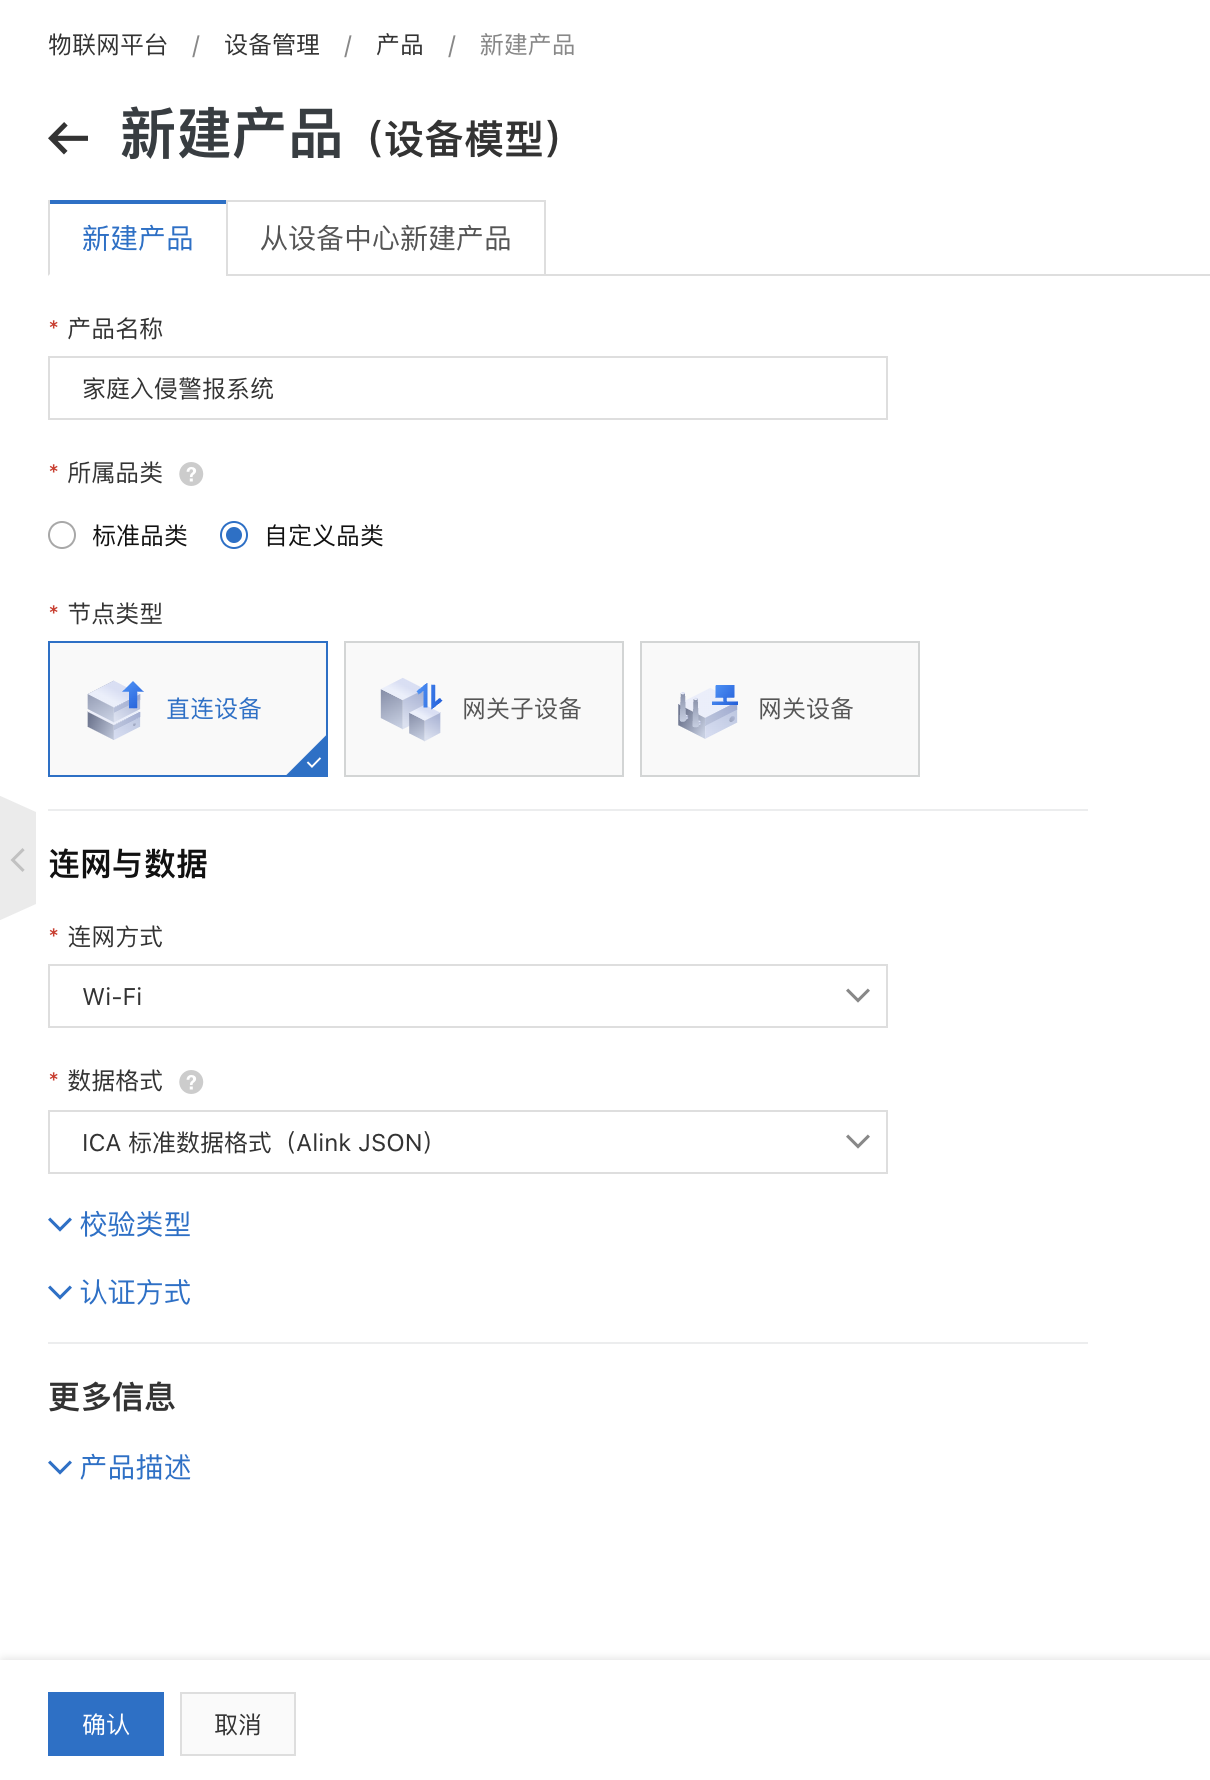 物联网平台 / 设备管理 / 产品 / 新建产品
← 新建产品（设备模型）
新建产品 从设备中心新建产品
* 产品名称
家庭入侵警报系统
* 所属品类 ?
标准品类 自定义品类
* 节点类型
直连设备 网关子设备 网关设备
连网与数据
* 连网方式
Wi-Fi
* 数据格式 ?
ICA 标准数据格式（Alink JSON）
校验类型
认证方式
更多信息
产品描述
确认 取消